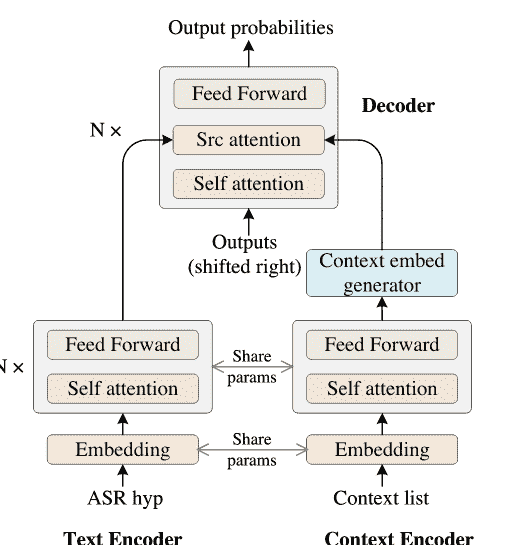 Output probabilities
Feed Forward
Decoder
N ×
Src attention
Self attention
Outputs
(shifted right)
Context embed
generator
N ×
Feed Forward
Share
params
Feed Forward
Self attention
Self attention
Embedding
Share
params
Embedding
ASR hyp
Context list
Text Encoder
Context Encoder